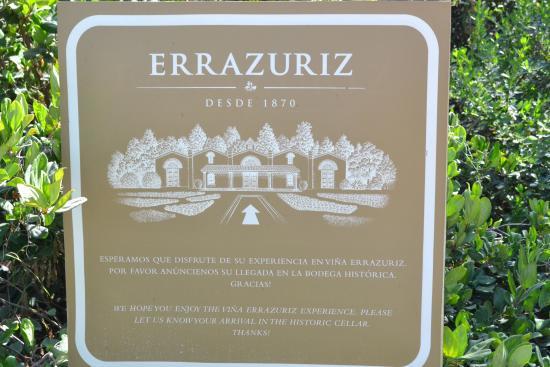 ERRAZURIZ
DESDE 1870
ESPERAMOS QUE DISFRUTE DE SU EXPERIENCIA EN VIÑA ERRAZURIZ.
POR FAVOR ANÚNCIENOS SU LLEGADA EN LA BODEGA HISTÓRICA.
GRACIAS!
WE HOPE YOU ENJOY THE VIÑA ERRAZURIZ EXPERIENCE. PLEASE
LET US KNOW YOUR ARRIVAL IN THE HISTORIC CELLAR.
THANKS!